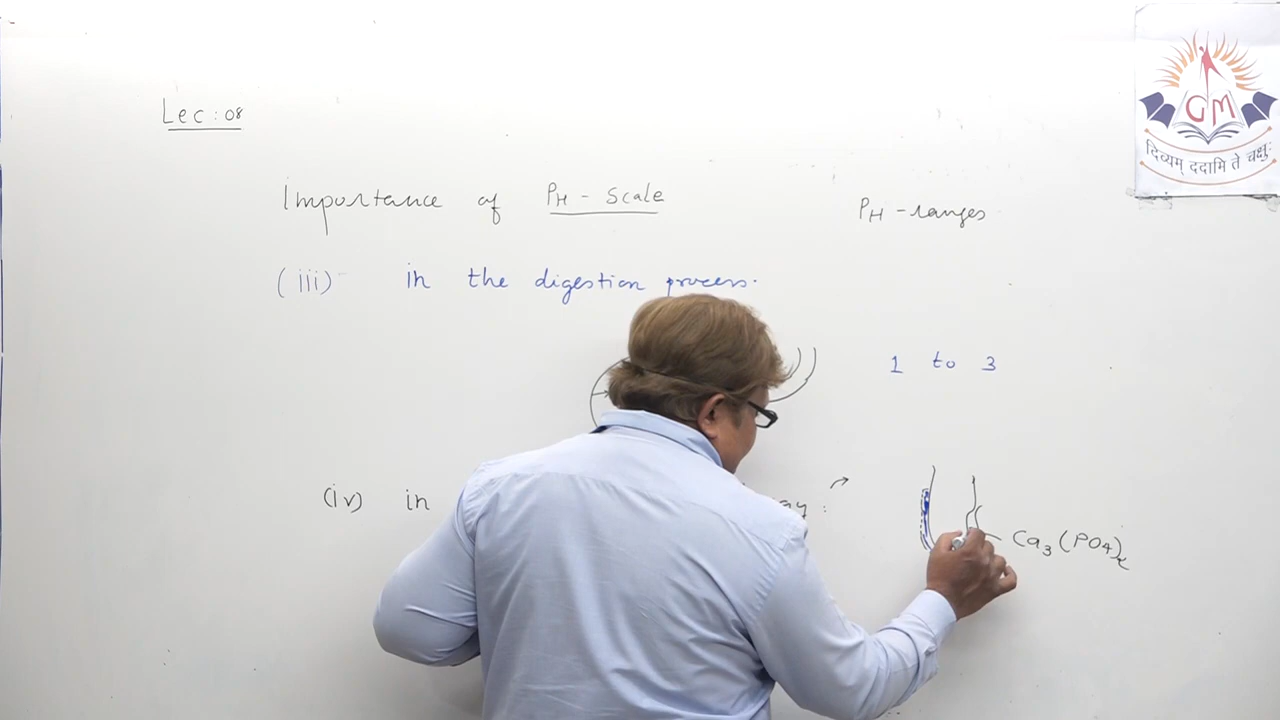 Lec : 08
Importance of PH - Scale
PH - ranges
(iii) in the digestion process.
1 to 3
(iv) in
Ca3(PO4)2
GM
दिव्यम् ददामि ते चक्षुः